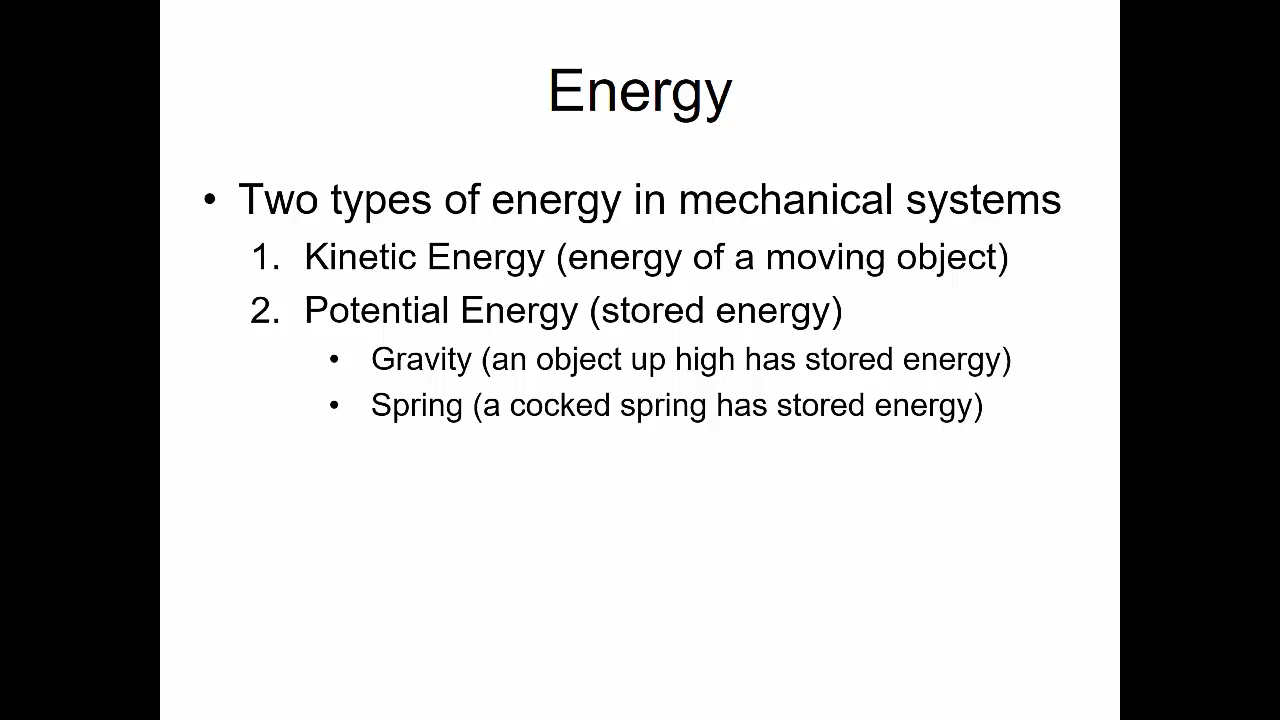 Energy
• Two types of energy in mechanical systems
1. Kinetic Energy (energy of a moving object)
2. Potential Energy (stored energy)
• Gravity (an object up high has stored energy)
• Spring (a cocked spring has stored energy)